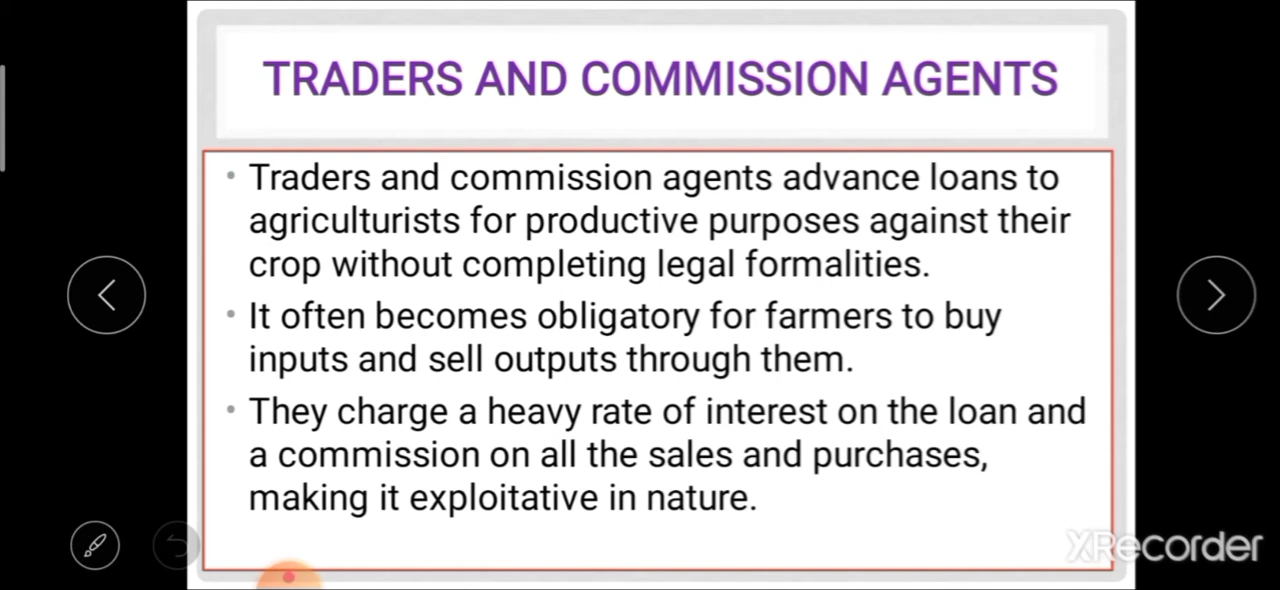 TRADERS AND COMMISSION AGENTS
• Traders and commission agents advance loans to
agriculturists for productive purposes against their
crop without completing legal formalities.
• It often becomes obligatory for farmers to buy
inputs and sell outputs through them.
• They charge a heavy rate of interest on the loan and
a commission on all the sales and purchases,
making it exploitative in nature.
XRecorder